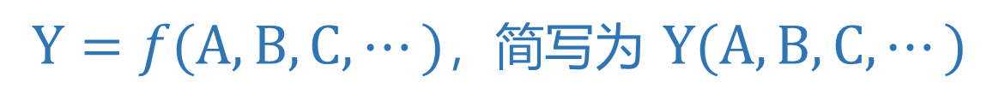 Y = f(A, B, C, ⋯)，简写为 Y(A, B, C, ⋯)